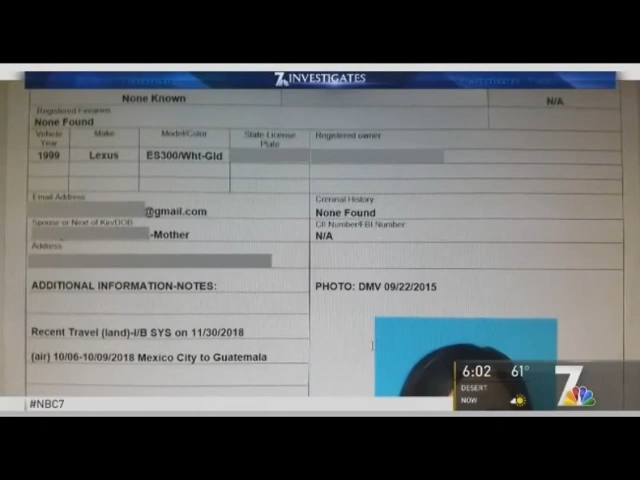 7 INVESTIGATES
None Known
N/A
Registered Firearms
None Found
Vehicle Year Make Model/Color State License Plate Registered owner
1999 Lexus ES300/Wht-Gld
Email Address Criminal History
@gmail.com None Found
Spouse or Next of Kin/DOB CII Number/FBI Number
-Mother N/A
Address
ADDITIONAL INFORMATION-NOTES: PHOTO: DMV 09/22/2015
Recent Travel (land)-I/B SYS on 11/30/2018
(air) 10/06-10/09/2018 Mexico City to Guatemala
6:02 61° 7
DESERT
NOW
#NBC7